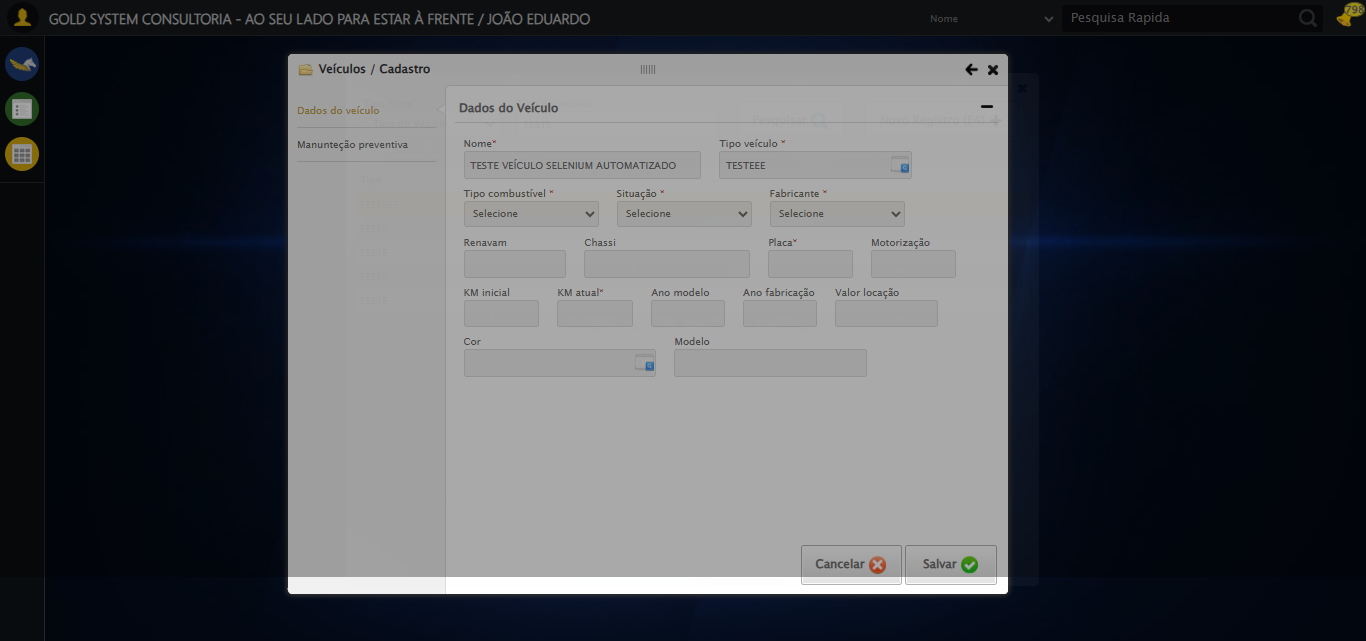 GOLD SYSTEM CONSULTORIA - AO SEU LADO PARA ESTAR À FRENTE / JOÃO EDUARDO
Nome
Pesquisa Rapida
798
Veículos / Cadastro
Dados do veículo
Manunteção preventiva
Dados do Veículo
Nome*
Tipo veículo *
TESTE VEÍCULO SELENIUM AUTOMATIZADO
TESTEEE
Tipo combustível *
Situação *
Fabricante *
Selecione
Selecione
Selecione
Renavam
Chassi
Placa*
Motorização
KM inicial
KM atual*
Ano modelo
Ano fabricação
Valor locação
Cor
Modelo
Cancelar
Salvar